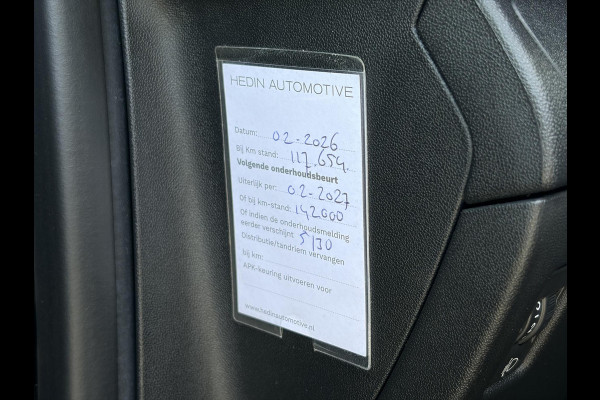 HEDIN AUTOMOTIVE
Datum: 02-2026
Bij Km stand: 117.654.
Volgende onderhoudsbeurt
Uiterlijk per: 02-2027
Of bij km-stand: 142000
Of indien de onderhoudsmelding
eerder verschijnt 5/30
Distributie/tandriem vervangen
bij km:
APK-keuring uitvoeren voor
www.hedinautomotive.nl